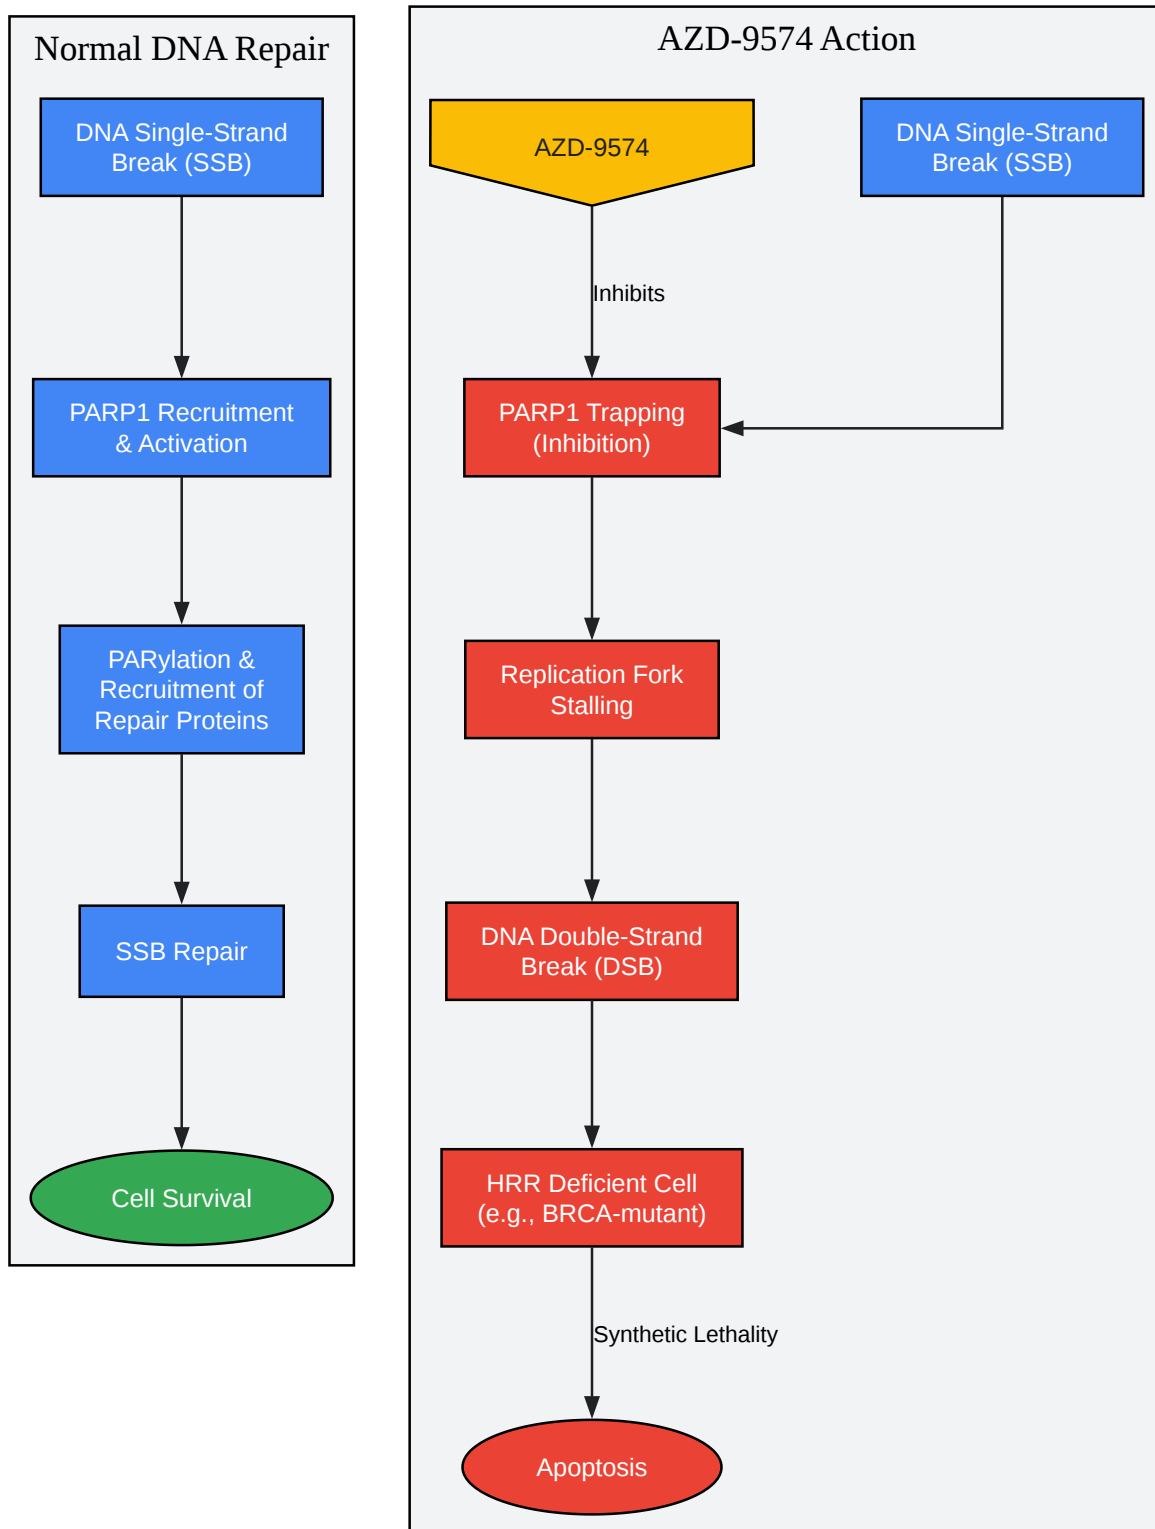 Normal DNA Repair
DNA Single-Strand
Break (SSB)
PARP1 Recruitment
& Activation
PARylation &
Recruitment of
Repair Proteins
SSB Repair
Cell Survival
AZD-9574 Action
AZD-9574
DNA Single-Strand
Break (SSB)
Inhibits
PARP1 Trapping
(Inhibition)
Replication Fork
Stalling
DNA Double-Strand
Break (DSB)
HRR Deficient Cell
(e.g., BRCA-mutant)
Synthetic Lethality
Apoptosis